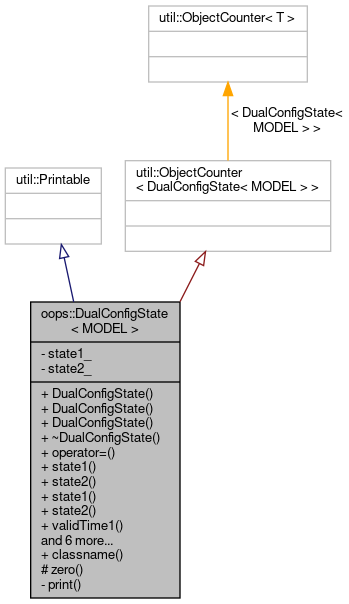 util::ObjectCounter< T >
< DualConfigState<
MODEL > >
util::Printable
util::ObjectCounter
< DualConfigState< MODEL > >
oops::DualConfigState
< MODEL >
- state1_
- state2_
+ DualConfigState()
+ DualConfigState()
+ DualConfigState()
+ ~DualConfigState()
+ operator=()
+ state1()
+ state2()
+ state1()
+ state2()
+ validTime1()
and 6 more...
+ classname()
# zero()
- print()